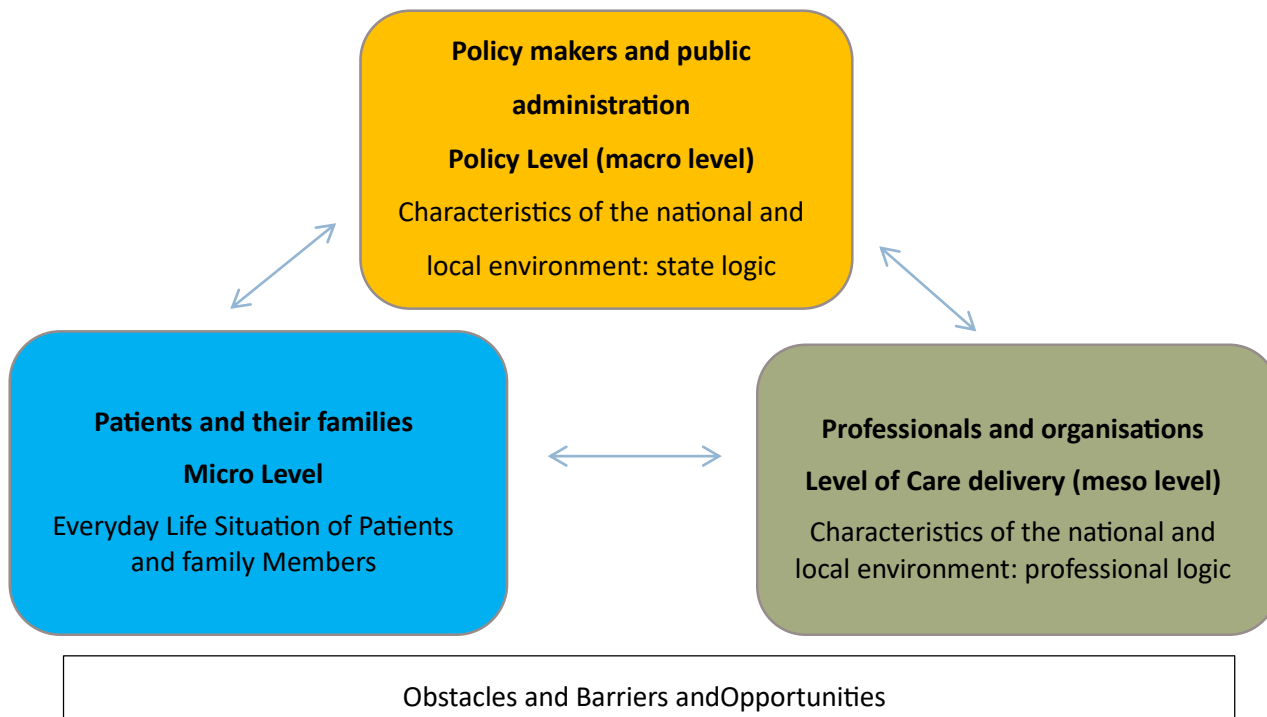 Policy makers and public
administration
Policy Level (macro level)
Characteristics of the national and
local environment: state logic
Patients and their families
Micro Level
Everyday Life Situation of Patients
and family Members
Professionals and organisations
Level of Care delivery (meso level)
Characteristics of the national and
local environment: professional logic
Obstacles and Barriers andOpportunities